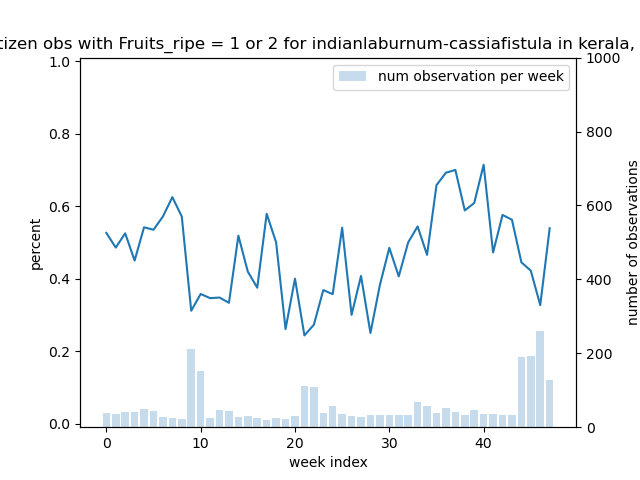 tizen obs with Fruits_ripe = 1 or 2 for indianlaburnum-cassiafistula in kerala,
num observation per week
1.0
0.8
0.6
0.4
0.2
0.0
percent
1000
800
600
400
200
0
number of observations
0 10 20 30 40
week index